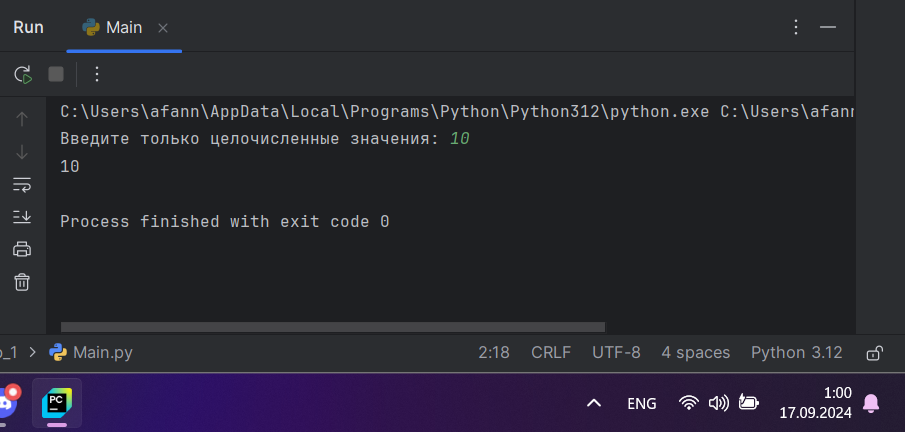 Run Main
C:\Users\afann\AppData\Local\Programs\Python\Python312\python.exe C:\Users\afann
Введите только целочисленные значения: 10
10
Process finished with exit code 0
_1 > Main.py 2:18 CRLF UTF-8 4 spaces Python 3.12
PC ENG 1:00
17.09.2024